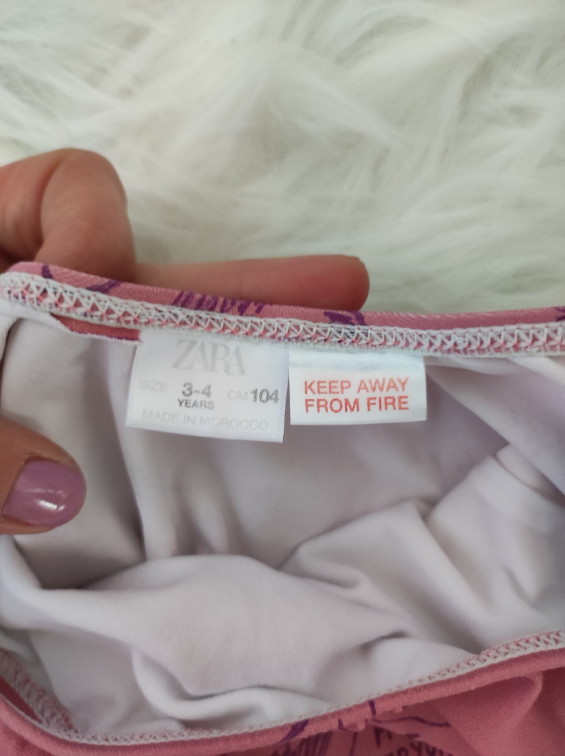 ZARA
SIZE 3-4 CM 104
YEARS
MADE IN MOROCCO
KEEP AWAY
FROM FIRE